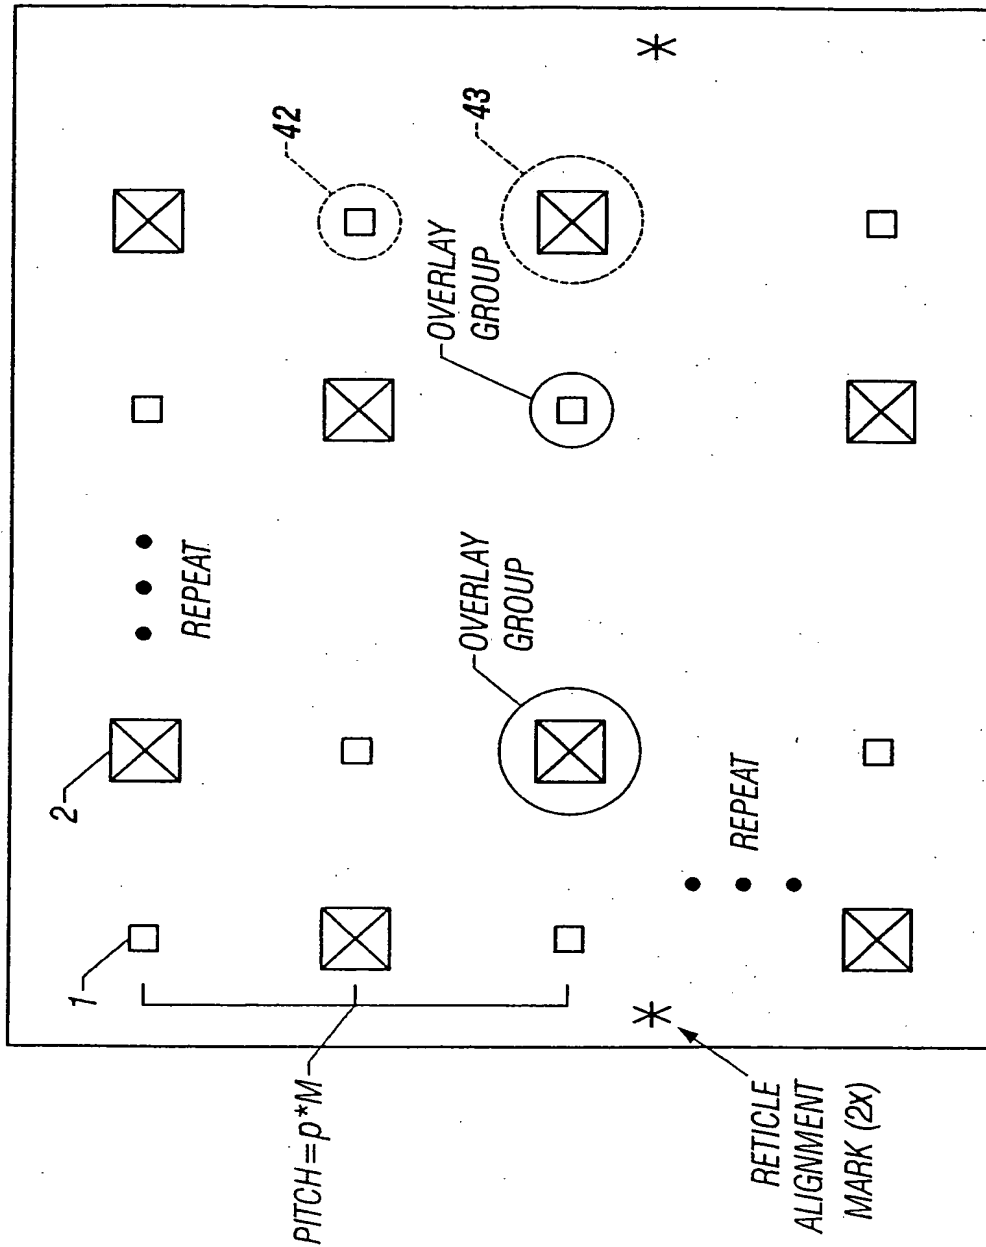 1
2
REPEAT
42
43
OVERLAY
GROUP
OVERLAY
GROUP
REPEAT
PITCH=p*M
RETICLE
ALIGNMENT
MARK (2X)